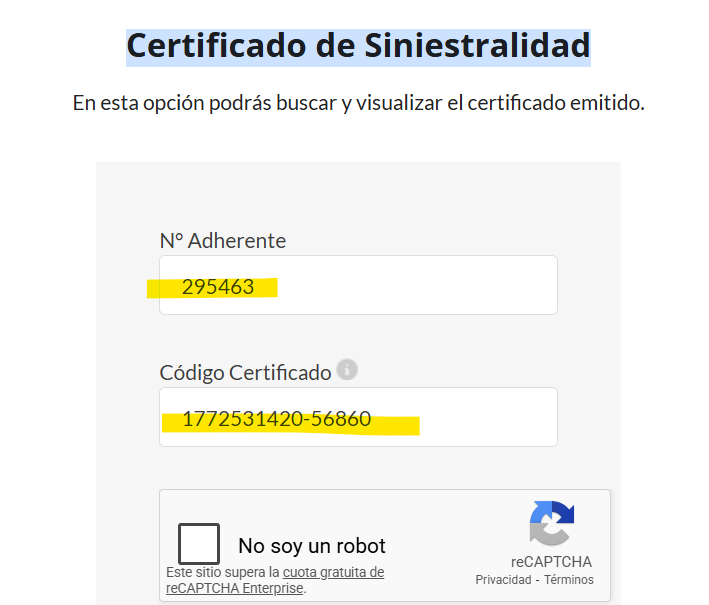 Certificado de Siniestralidad
En esta opción podrás buscar y visualizar el certificado emitido.
N° Adherente
295463
Código Certificado
1772531420-56860
No soy un robot
Este sitio supera la cuota gratuita de
reCAPTCHA Enterprise.
reCAPTCHA
Privacidad - Términos